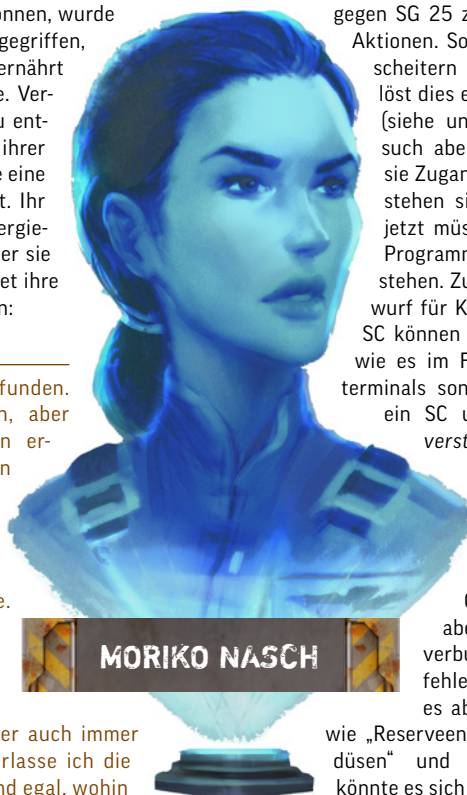 onnen, wurde
gegriffen,
ernährt
e. Ver-
u ent-
ihrer
e eine
t. Ihr
ergie-
er sie
et ihre
n:
funden.
n, aber
n er-
n
e.
er auch immer
rlasse ich die
nd egal, wohin
MORIKO NASCH
gegen SG 25 z
Aktionen. So
scheitern
löst dies e
(siehe un
such abe
sie Zugan
stehen si
jetzt müs
Programm
stehen. Zu
wurf für K
SC können
wie es im F
terminals son
ein SC u
verst
abe
verbu
fehle
es ab
wie „Reserveen
düsen“ und
könnte es sich